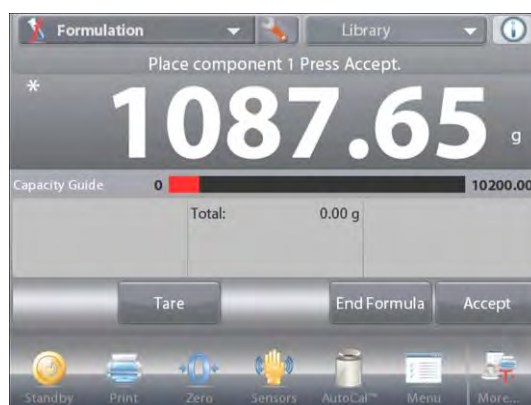 Formulation Library
Place component 1 Press Accept.
* 1087.65 g
Capacity Guide 0 10200.00
Total: 0.00 g
Tare End Formula Accept
Standby Print Zero Sensors AutoCal™ Menu More...